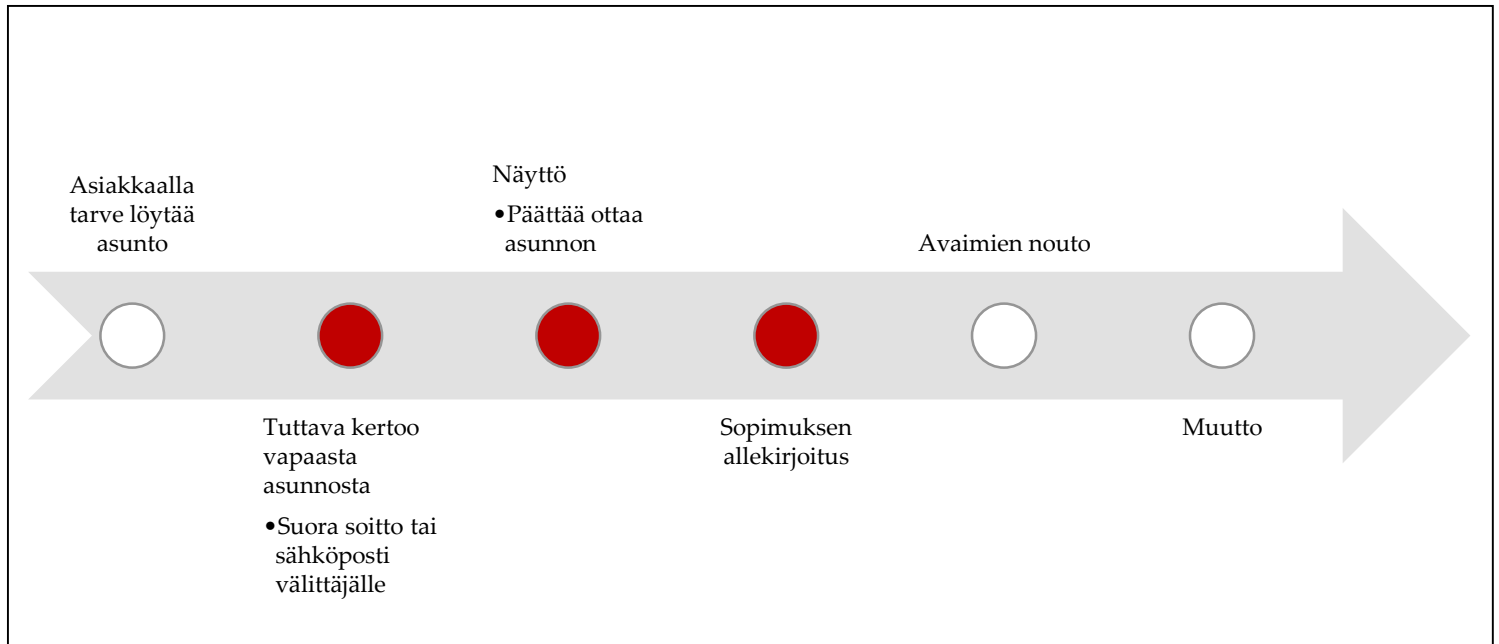 Asiakkaalla
tarve löytää
asunto
Tuttava kertoo
vapaasta
asunnosta
•Suora soitto tai
sähköposti
välittäjälle
Näyttö
•Päättää ottaa
asunnon
Sopimuksen
allekirjoitus
Avaimien nouto
Muutto